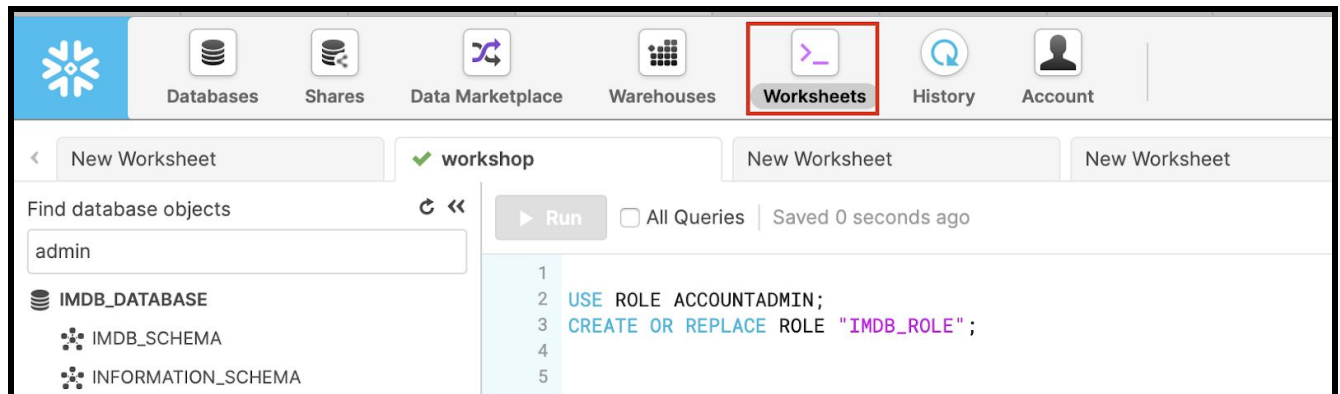 Databases Shares Data Marketplace Warehouses Worksheets History Account
New Worksheet workshop New Worksheet New Worksheet
Find database objects
Run All Queries Saved 0 seconds ago
admin
IMDB_DATABASE
IMDB_SCHEMA
INFORMATION_SCHEMA
1
2 USE ROLE ACCOUNTADMIN;
3 CREATE OR REPLACE ROLE "IMDB_ROLE";
4
5